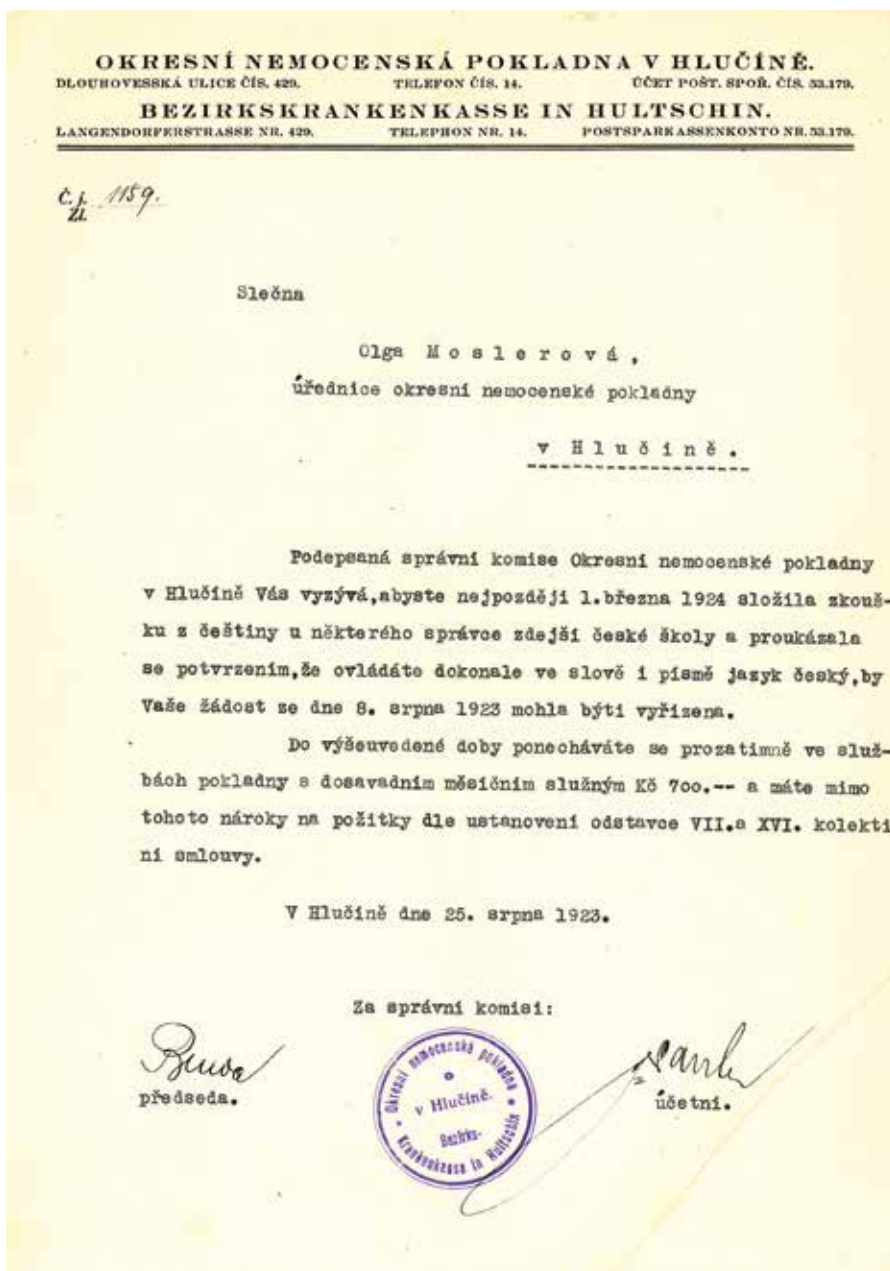 OKRESNÍ NEMOCENSKÁ POKLADNA V HLUČÍNĚ.
DLOUHOVESSKÁ ULICE ČÍS. 429. TELEFON ČÍS. 14. ÚČET POŠT. SPOŘ. ČÍS. 53.179.
BEZIRKSKRANKENKASSE IN HULTSCHIN.
LANGENDORFERSTRASSE NR. 429. TELEPHON NR. 14. POSTSPARKASSENKONTO NR. 53.179.
Č. j. 1159.
Zl.
Slečna
Olga Moslerová,
úřednice okresní nemocenské pokladny
v Hlučíně.
Podepsaná správní komise Okresní nemocenské pokladny
v Hlučíně Vás vyzývá,abyste nejpozději 1.března 1924 složila zkouš-
ku z češtiny u některého správce zdejší české školy a proukázala
se potvrzením,že ovládáte dokonale ve slově i písmě jazyk český,by
Vaše žádost ze dne 8. srpna 1923 mohla býti vyřízena.
Do výšeuvedené doby ponecháváte se prozatimně ve služ-
bách pokladny s dosavadním měsíčním služným Kč 700.-- a máte mimo
tohoto nároky na požitky dle ustanovení odstavce VII.a XVI. kolekti
ní smlouvy.
V Hlučíně dne 25. srpna 1923.
Za správní komisi:
předseda.
účetní.
Okresní nemocenská pokladna
v Hlučíně.
Bezirks-
Krankenkasse in Hultschin